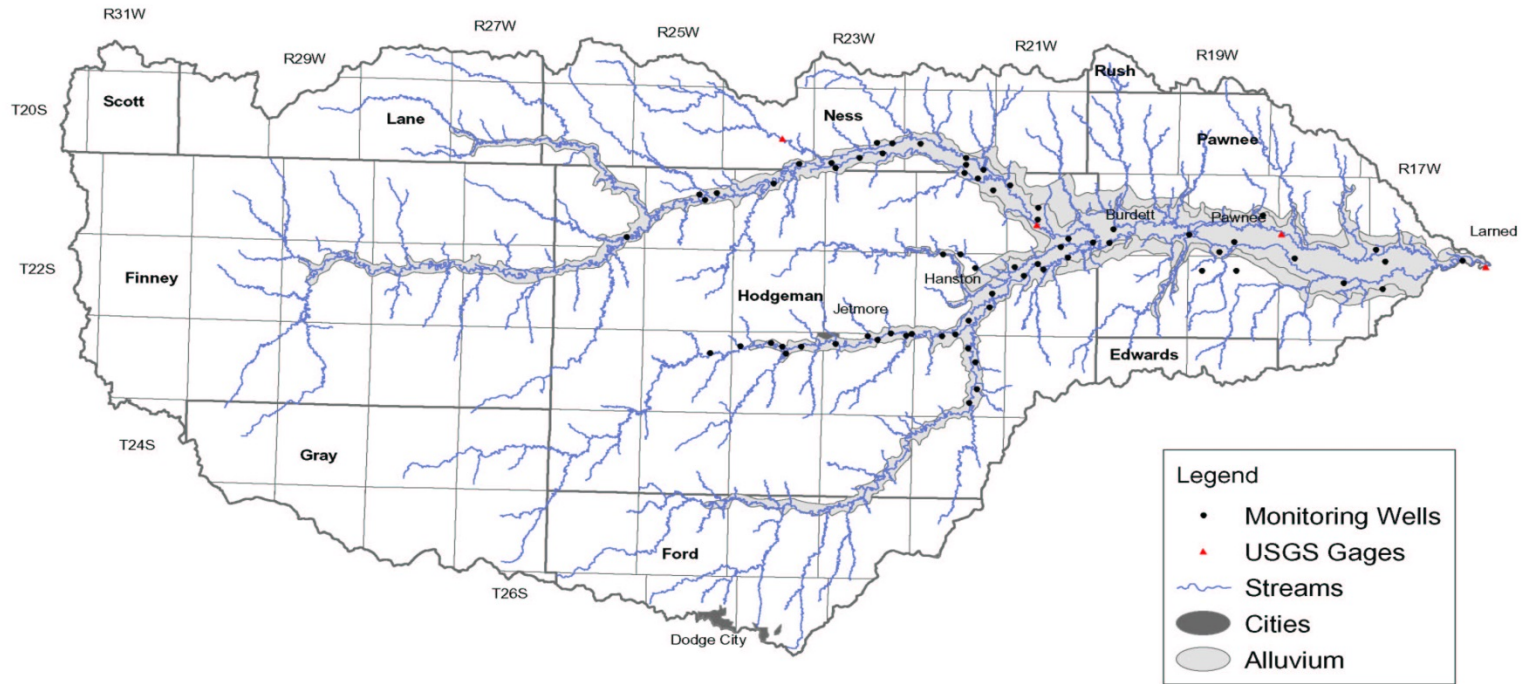 R31W
R29W
R27W
R25W
R23W
R21W
R19W
R17W
T20S
T22S
T24S
T26S
Scott
Lane
Ness
Rush
Pawnee
Finney
Hodgeman
Jetmore
Hanston
Burdett
Pawnee
Larned
Edwards
Gray
Ford
Dodge City
Legend
Monitoring Wells
USGS Gages
Streams
Cities
Alluvium